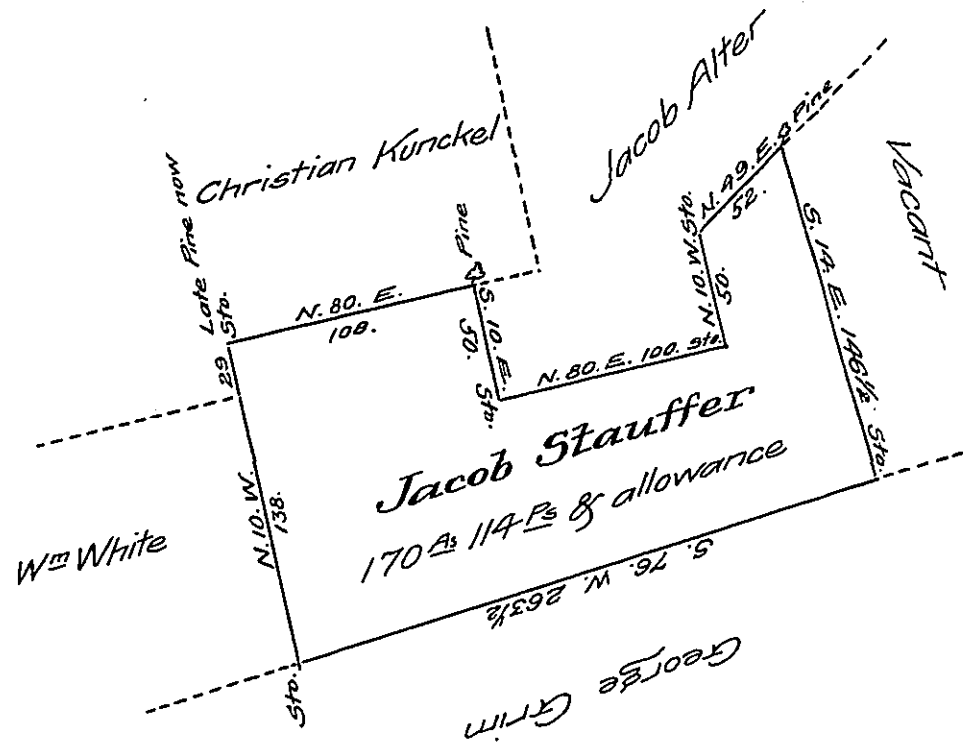 Christian Kunckel
Jacob Alter
Vacant
Late Pine now
Sto.
N. 80. E.
108.
Pine
S. 10. E.
50.
Sto.
N. 80. E. 100. Sto.
N. 10. W. Sto.
50.
N. 49. E.
52.
Pine
S. 14. E. 146½ Sto.
29
N. 10. W.
138.
Jacob Stauffer
170 As 114 Ps & allowance
Wm White
S. 76. W. 263½
Sto.
George Grim